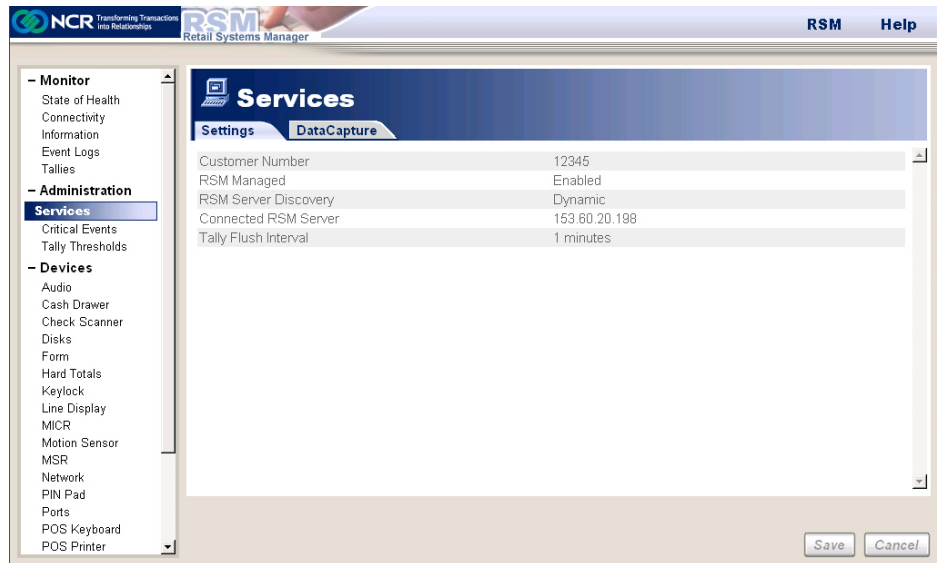 NCR Transforming Transactions into Relationships
RSM
Retail Systems Manager
RSM Help
– Monitor
State of Health
Connectivity
Information
Event Logs
Tallies
– Administration
Services
Critical Events
Tally Thresholds
– Devices
Audio
Cash Drawer
Check Scanner
Disks
Form
Hard Totals
Keylock
Line Display
MICR
Motion Sensor
MSR
Network
PIN Pad
Ports
POS Keyboard
POS Printer
Services
Settings DataCapture
Customer Number 12345
RSM Managed Enabled
RSM Server Discovery Dynamic
Connected RSM Server 153.60.20.198
Tally Flush Interval 1 minutes
Save Cancel